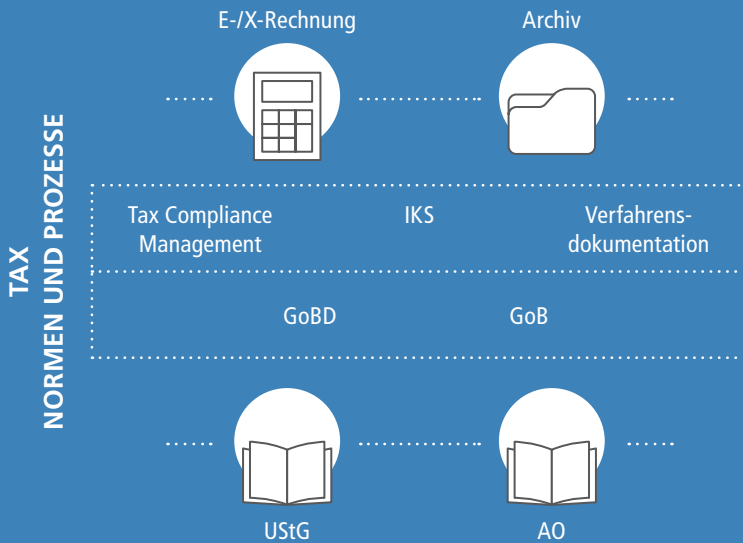 E-/X-Rechnung
Archiv
TAX
NORMEN UND PROZESSE
Tax Compliance
Management
IKS
Verfahrens-
dokumentation
GoBD
GoB
UStG
AO